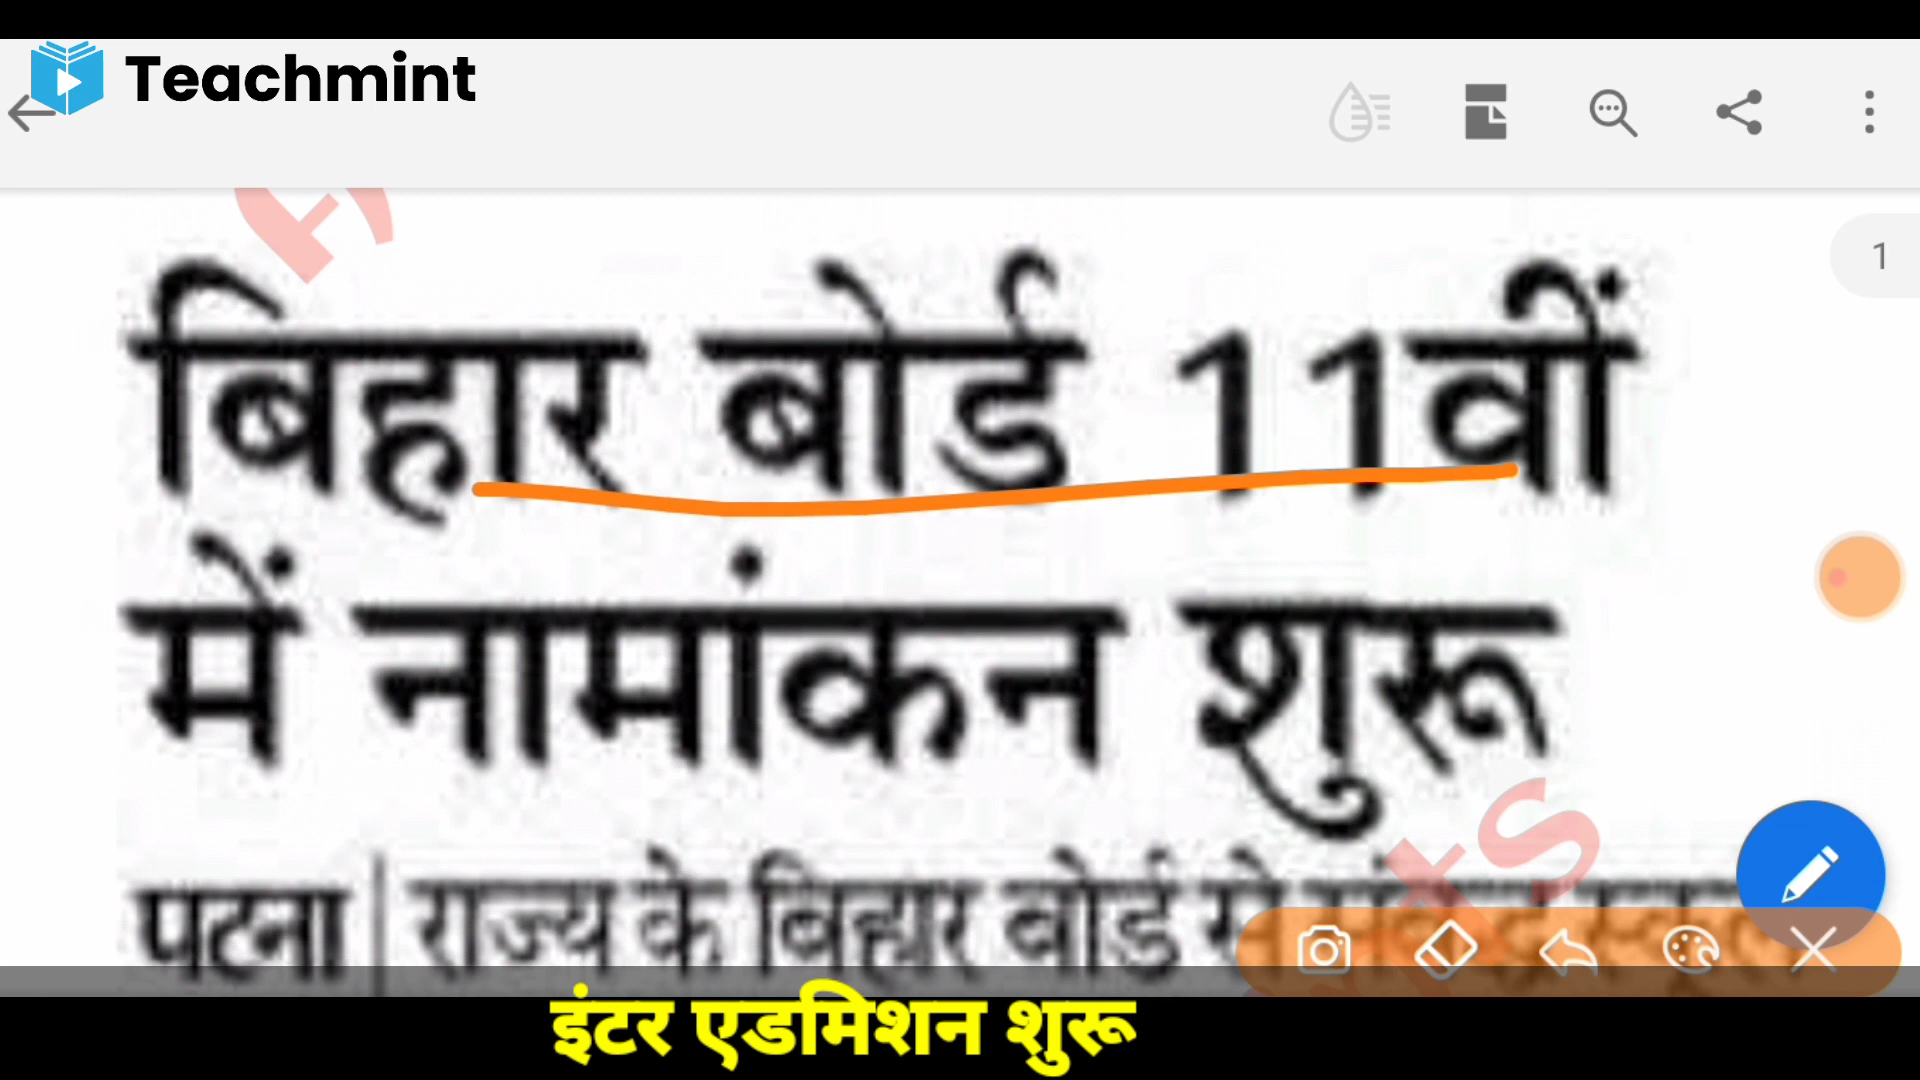 Teachmint
1
बिहार बोर्ड 11वीं
में नामांकन शुरू
पटना | राज्य के बिहार बोर्ड से
इंटर एडमिशन शुरू